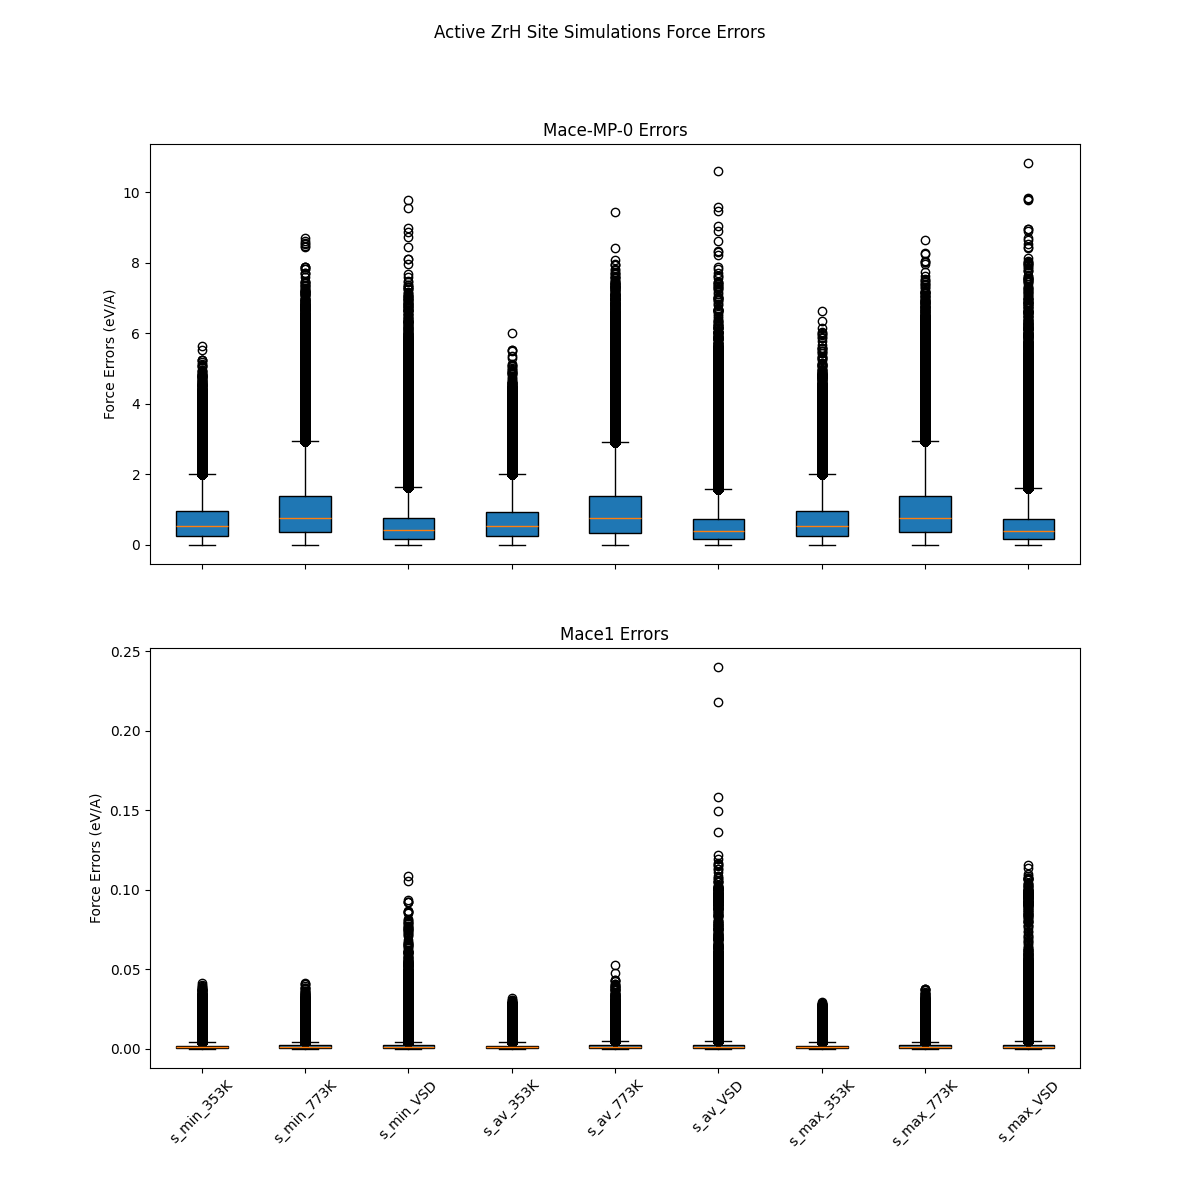 Active ZrH Site Simulations Force Errors
Mace-MP-0 Errors
10
8
6
4
2
0
Force Errors (eV/A)
Mace1 Errors
0.25
0.20
0.15
0.10
0.05
0.00
Force Errors (eV/A)
s_min_353K
s_min_773K
s_min_VSD
s_av_353K
s_av_773K
s_av_VSD
s_max_353K
s_max_773K
s_max_VSD